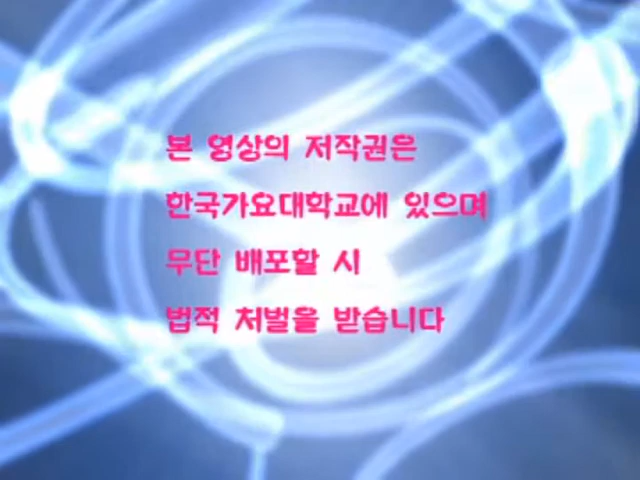 본 영상의 저작권은
한국가요대학교에 있으며
무단 배포할 시
법적 처벌을 받습니다